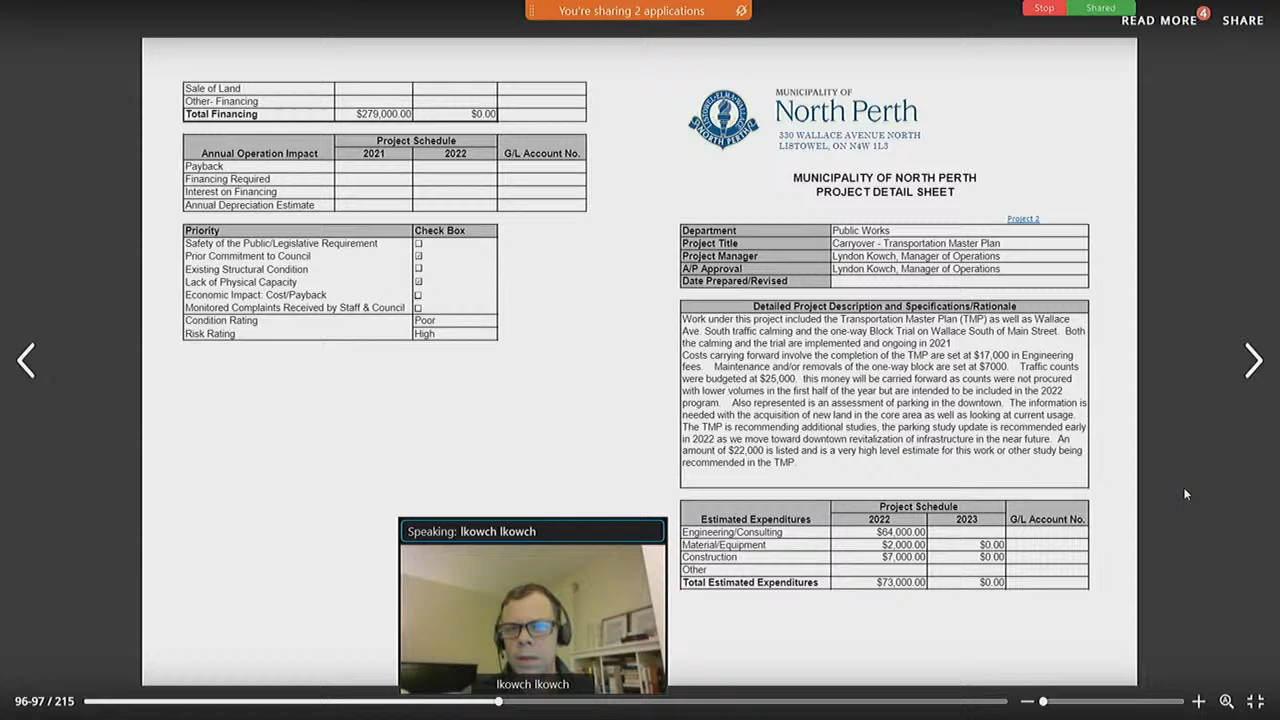 You're sharing 2 applications
Stop Shared
READ MORE 4 SHARE
Sale of Land
Other- Financing
Total Financing $279,000.00 $0.00
Project Schedule
Annual Operation Impact 2021 2022 G/L Account No.
Payback
Financing Required
Interest on Financing
Annual Depreciation Estimate
Priority Check Box
Safety of the Public/Legislative Requirement
Prior Commitment to Council
Existing Structural Condition
Lack of Physical Capacity
Economic Impact: Cost/Payback
Monitored Complaints Received by Staff & Council
Condition Rating Poor
Risk Rating High
NORTH PERTH
MUNICIPALITY OF
North Perth
330 WALLACE AVENUE NORTH
LISTOWEL, ON N4W 1L3
MUNICIPALITY OF NORTH PERTH
PROJECT DETAIL SHEET
Project 2
Department Public Works
Project Title Carryover - Transportation Master Plan
Project Manager Lyndon Kowch, Manager of Operations
A/P Approval Lyndon Kowch, Manager of Operations
Date Prepared/Revised
Detailed Project Description and Specifications/Rationale
Work under this project included the Transportation Master Plan (TMP) as well as Wallace
Ave. South traffic calming and the one-way Block Trial on Wallace South of Main Street. Both
the calming and the trial are implemented and ongoing in 2021
Costs carrying forward involve the completion of the TMP are set at $17,000 in Engineering
fees. Maintenance and/or removals of the one-way block are set at $7000. Traffic counts
were budgeted at $25,000. this money will be carried forward as counts were not procured
with lower volumes in the first half of the year but are intended to be included in the 2022
program. Also represented is an assessment of parking in the downtown. The information is
needed with the acquisition of new land in the core area as well as looking at current usage.
The TMP is recommending additional studies, the parking study update is recommended early
in 2022 as we move toward downtown revitalization of infrastructure in the near future. An
amount of $22,000 is listed and is a very high level estimate for this work or other study being
recommended in the TMP.
Project Schedule
Estimated Expenditures 2022 2023 G/L Account No.
Engineering/Consulting $64,000.00
Material/Equipment $2,000.00 $0.00
Construction $7,000.00 $0.00
Other
Total Estimated Expenditures $73,000.00 $0.00
Speaking: lkowch lkowch
lkowch lkowch
96-97 / 215